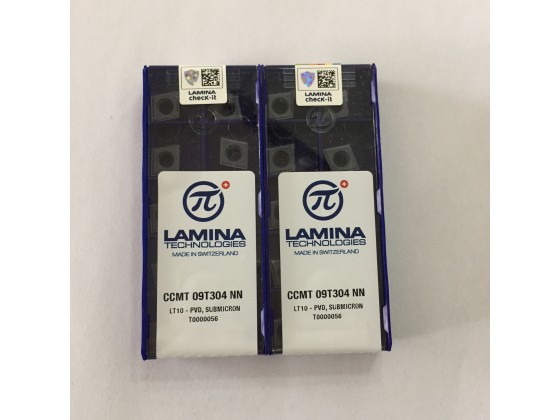 LAMINA
check-it
π
LAMINA
TECHNOLOGIES
MADE IN SWITZERLAND
CCMT 09T304 NN
LT10 - PVD, SUBMICRON
T0000056
LAMINA
check-it
π
LAMINA
TECHNOLOGIES
MADE IN SWITZERLAND
CCMT 09T304 NN
LT10 - PVD, SUBMICRON
T0000056